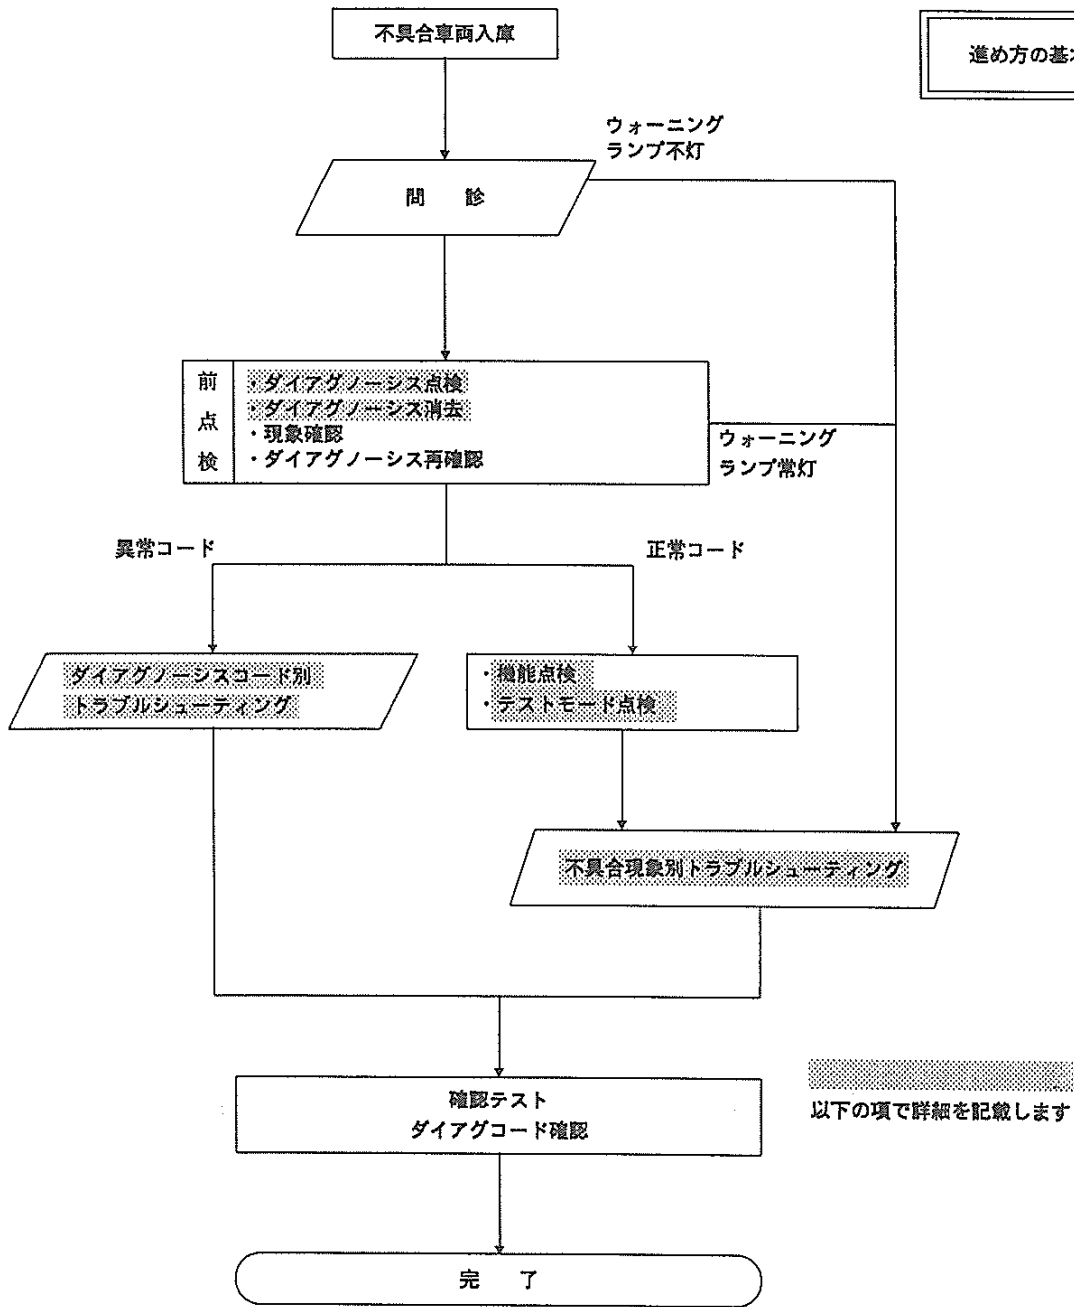 不具合車両入庫
進め方の基
ウォーニング
ランプ不灯
問 診
前
点
検
・ダイアグノーシス点検
・ダイアグノーシス消去
・現象確認
・ダイアグノーシス再確認
ウォーニング
ランプ常灯
異常コード
正常コード
ダイアグノーシスコード別
トラブルシューティング
・機能点検
・テストモード点検
不具合現象別トラブルシューティング
確認テスト
ダイアグコード確認
以下の項で詳細を記載します
完 了